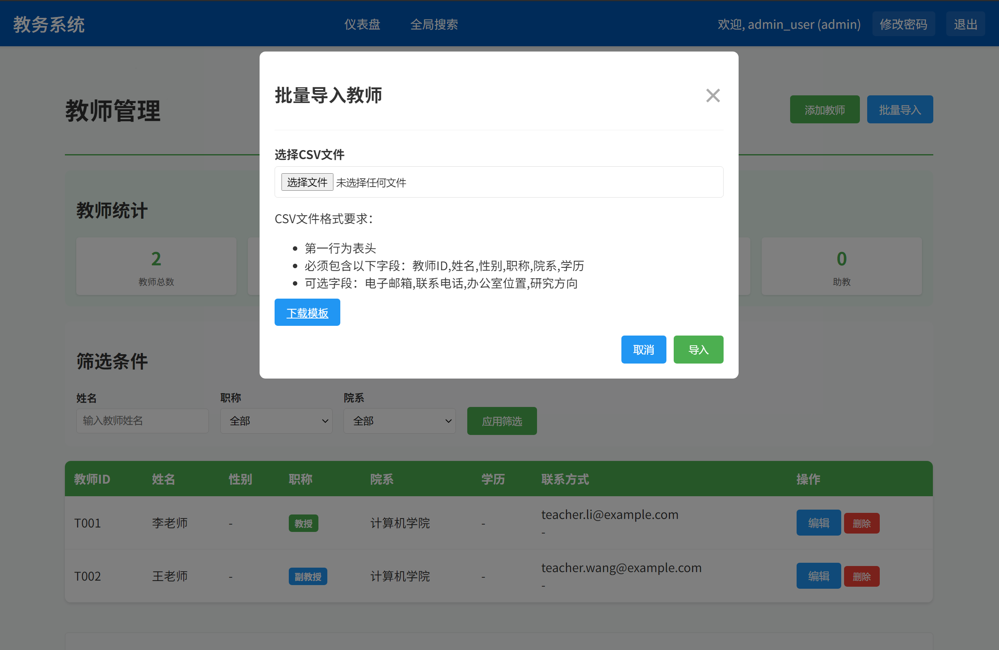 教务系统
仪表盘
全局搜索
欢迎, admin_user (admin)
修改密码
退出
教师管理
添加教师
批量导入
批量导入教师
×
选择CSV文件
选择文件 未选择任何文件
CSV文件格式要求：
第一行为表头
必须包含以下字段：教师ID,姓名,性别,职称,院系,学历
可选字段：电子邮箱,联系电话,办公室位置,研究方向
下载模板
取消
导入
教师统计
2
教师总数
0
助教
筛选条件
姓名
职称
院系
输入教师姓名
全部
全部
应用筛选
教师ID 姓名 性别 职称 院系 学历 联系方式 操作
T001 李老师 - 教授 计算机学院 - teacher.li@example.com 编辑 删除
-
T002 王老师 - 副教授 计算机学院 - teacher.wang@example.com 编辑 删除
-